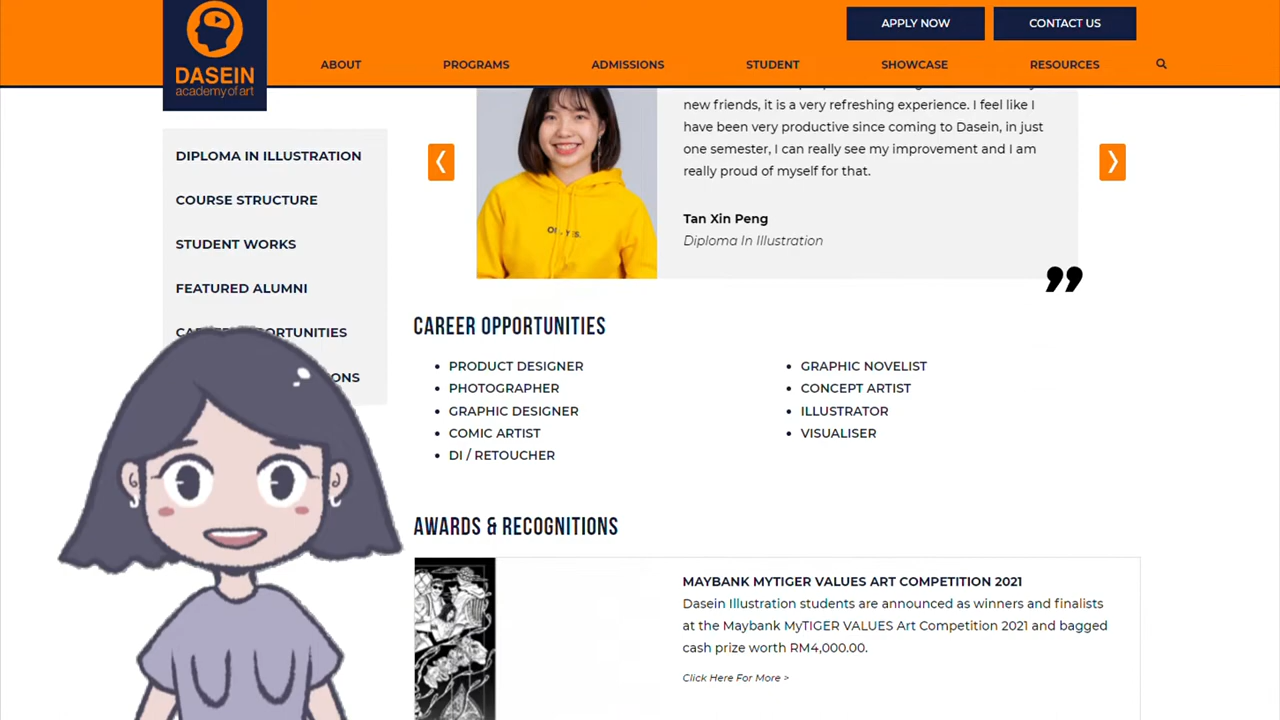 APPLY NOW
CONTACT US
DASEIN
academy of art
ABOUT
PROGRAMS
ADMISSIONS
STUDENT
SHOWCASE
RESOURCES
DIPLOMA IN ILLUSTRATION
COURSE STRUCTURE
STUDENT WORKS
FEATURED ALUMNI
new friends, it is a very refreshing experience. I feel like I
have been very productive since coming to Dasein, in just
one semester, I can really see my improvement and I am
really proud of myself for that.
Tan Xin Peng
Diploma In Illustration
CAREER OPPORTUNITIES
• PRODUCT DESIGNER
• PHOTOGRAPHER
• GRAPHIC DESIGNER
• COMIC ARTIST
• DI / RETOUCHER
• GRAPHIC NOVELIST
• CONCEPT ARTIST
• ILLUSTRATOR
• VISUALISER
AWARDS & RECOGNITIONS
MAYBANK MYTIGER VALUES ART COMPETITION 2021
Dasein Illustration students are announced as winners and finalists
at the Maybank MyTIGER VALUES Art Competition 2021 and bagged
cash prize worth RM4,000.00.
Click Here For More >